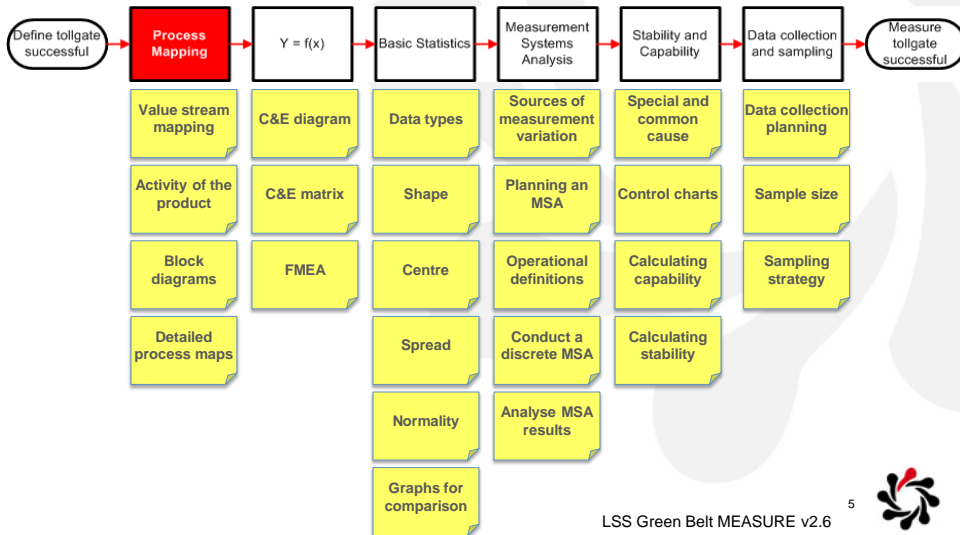 Define tollgate
successful
Process
Mapping
Y = f(x)
Basic Statistics
Measurement
Systems
Analysis
Stability and
Capability
Data collection
and sampling
Measure
tollgate
successful
Value stream
mapping
Activity of the
product
Block
diagrams
Detailed
process maps
C&E diagram
C&E matrix
FMEA
Data types
Shape
Centre
Spread
Normality
Graphs for
comparison
Sources of
measurement
variation
Planning an
MSA
Operational
definitions
Conduct a
discrete MSA
Analyse MSA
results
Special and
common
cause
Control charts
Calculating
capability
Calculating
stability
Data collection
planning
Sample size
Sampling
strategy
LSS Green Belt MEASURE v2.6
5